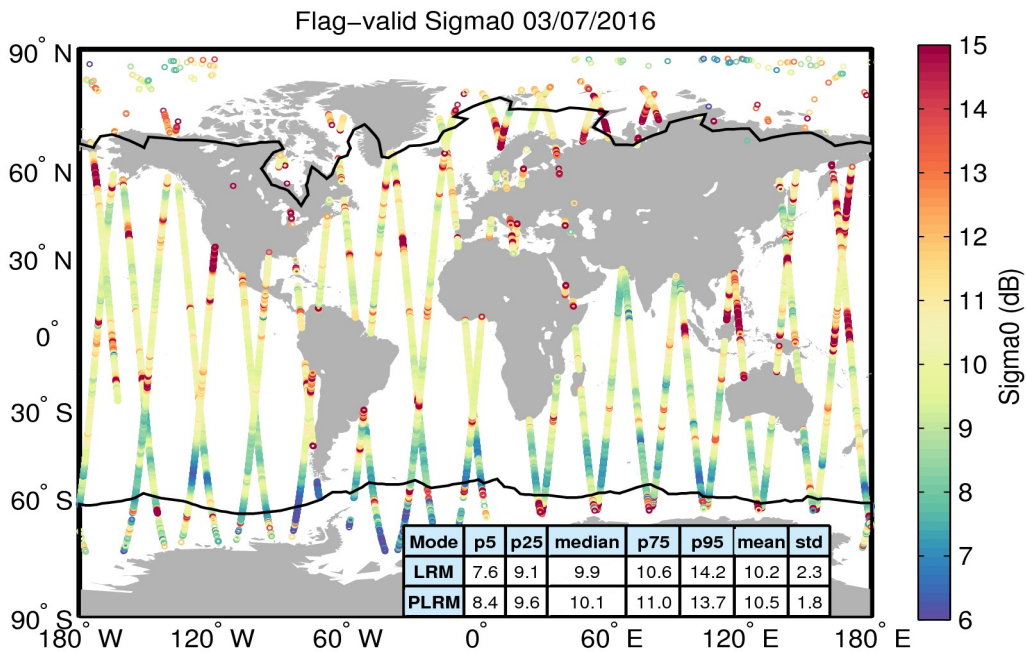 Flag−valid Sigma0 03/07/2016
90° N
60° N
30° N
0°
30° S
60° S
90° S
180° W
120° W
60° W
0°
60° E
120° E
180° E
15
14
13
12
11
10
9
8
7
6
Sigma0 (dB)
Mode p5 p25 median p75 p95 mean std
LRM 7.6 9.1 9.9 10.6 14.2 10.2 2.3
PLRM 8.4 9.6 10.1 11.0 13.7 10.5 1.8